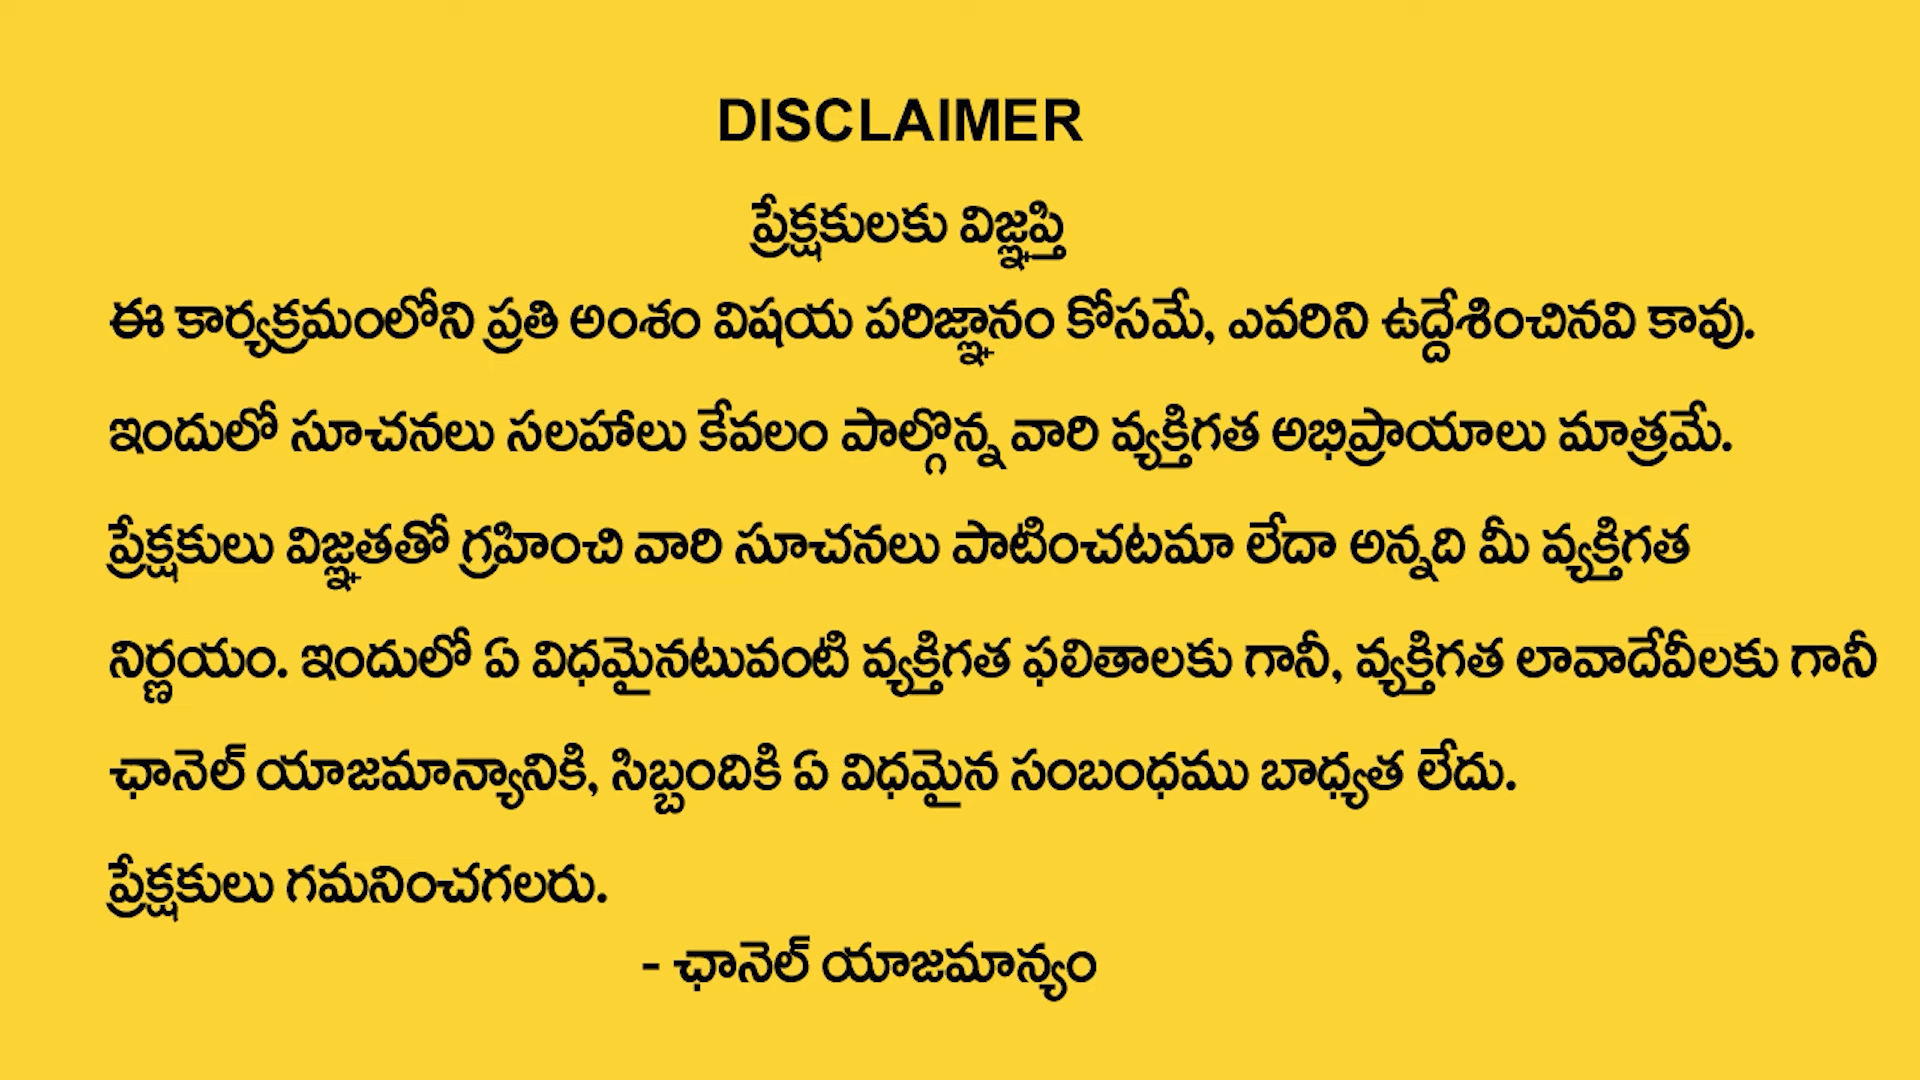 DISCLAIMER
ప్రేక్షకులకు విజ్ఞప్తి
ఈ కార్యక్రమంలోని ప్రతి అంశం విషయ పరిజ్ఞానం కోసమే, ఎవరిని ఉద్దేశించినవి కావు.
ఇందులో సూచనలు సలహాలు కేవలం పాల్గొన్న వారి వ్యక్తిగత అభిప్రాయాలు మాత్రమే.
ప్రేక్షకులు విజ్ఞతతో గ్రహించి వారి సూచనలు పాటించటమా లేదా అన్నది మీ వ్యక్తిగత
నిర్ణయం. ఇందులో ఏ విధమైనటువంటి వ్యక్తిగత ఫలితాలకు గానీ, వ్యక్తిగత లావాదేవీలకు గానీ
ఛానెల్ యాజమాన్యానికి, సిబ్బందికి ఏ విధమైన సంబంధము బాధ్యత లేదు.
ప్రేక్షకులు గమనించగలరు.
- ఛానెల్ యాజమాన్యం